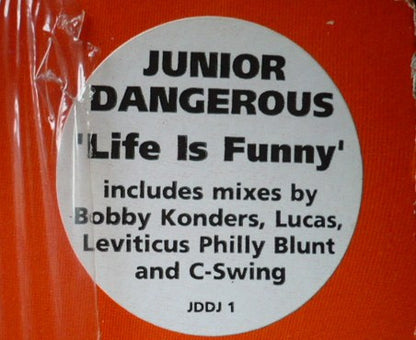 JUNIOR
DANGEROUS
'Life Is Funny'
includes mixes by
Bobby Konders, Lucas,
Leviticus Philly Blunt
and C-Swing
JDDJ 1